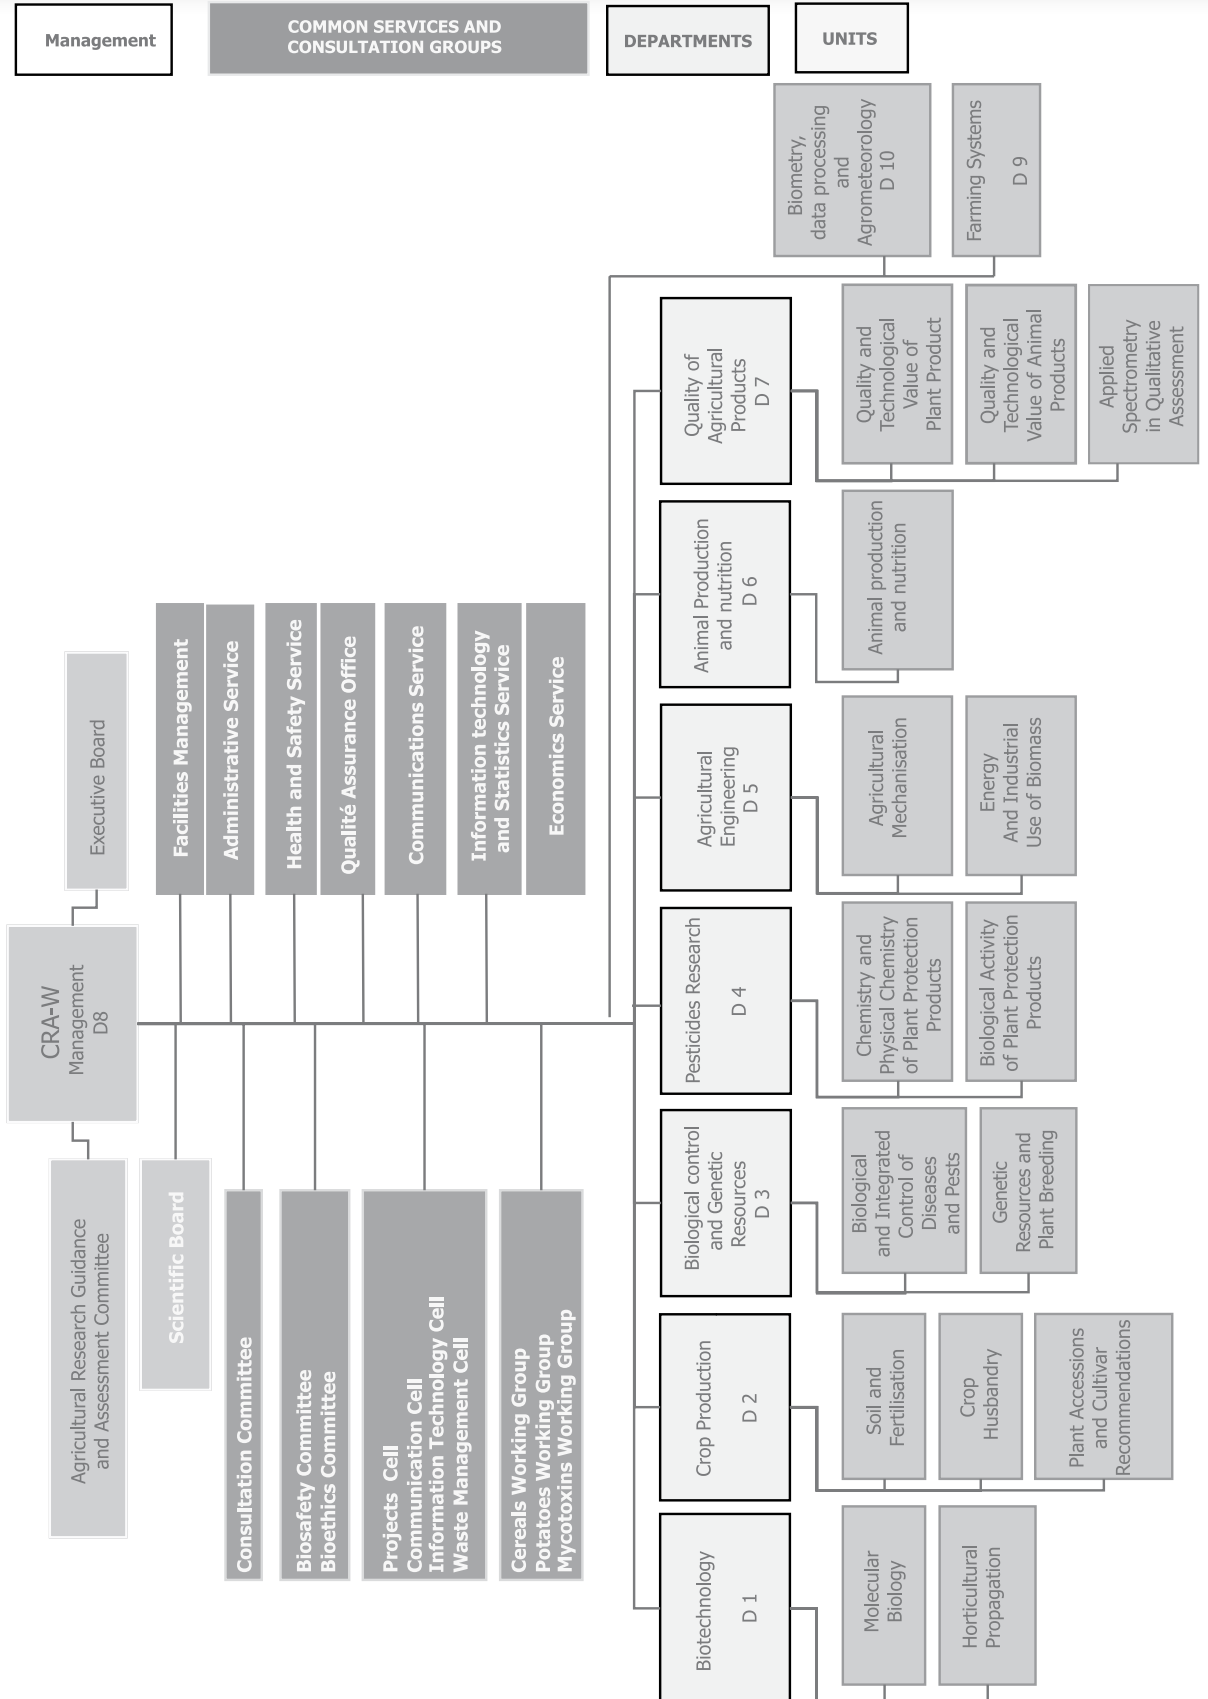 Management
COMMON SERVICES AND
CONSULTATION GROUPS
DEPARTMENTS
UNITS
CRA-W
Management
D8
Executive Board
Agricultural Research Guidance
and Assessment Committee
Scientific Board
Facilities Management
Administrative Service
Health and Safety Service
Qualité Assurance Office
Communications Service
Information technology
and Statistics Service
Economics Service
Consultation Committee
Biosafety Committee
Bioethics Committee
Projects Cell
Communication Cell
Information Technology Cell
Waste Management Cell
Cereals Working Group
Potatoes Working Group
Mycotoxins Working Group
Biotechnology
D 1
Crop Production
D 2
Biological control
and Genetic
Resources
D 3
Pesticides Research
D 4
Agricultural
Engineering
D 5
Animal Production
and nutrition
D 6
Quality of
Agricultural
Products
D 7
Molecular
Biology
Horticultural
Propagation
Soil and
Fertilisation
Crop
Husbandry
Plant Accessions
and Cultivar
Recommendations
Biological
and Integrated
Control of
Diseases
and Pests
Genetic
Resources and
Plant Breeding
Chemistry and
Physical Chemistry
of Plant Protection
Products
Biological Activity
of Plant Protection
Products
Agricultural
Mechanisation
Energy
And Industrial
Use of Biomass
Animal production
and nutrition
Quality and
Technological
Value of
Plant Product
Quality and
Technological
Value of Animal
Products
Applied
Spectrometry
in Qualitative
Assessment
Biometry,
data processing
and
Agrometeorology
D 10
Farming Systems
D 9